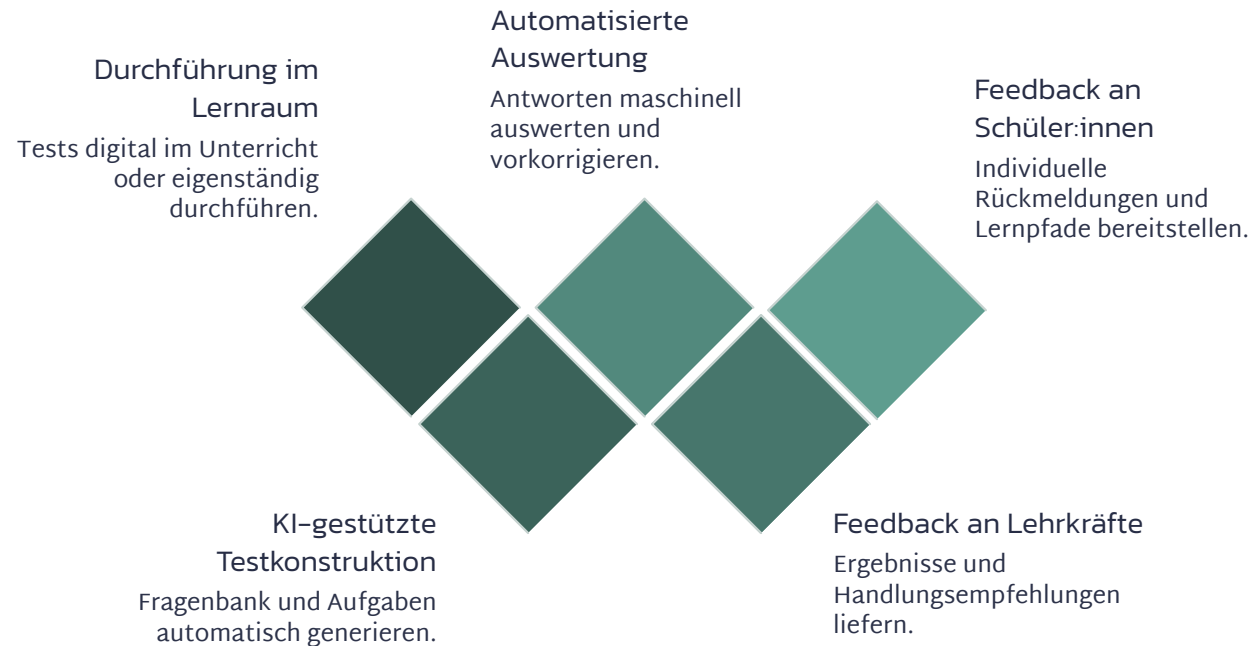 Durchführung im
Lernraum
Tests digital im Unterricht
oder eigenständig
durchführen.
Automatisierte
Auswertung
Antworten maschinell
auswerten und
vorkorrigieren.
Feedback an
Schüler:innen
Individuelle
Rückmeldungen und
Lernpfade bereitstellen.
KI-gestützte
Testkonstruktion
Fragenbank und Aufgaben
automatisch generieren.
Feedback an Lehrkräfte
Ergebnisse und
Handlungsempfehlungen
liefern.